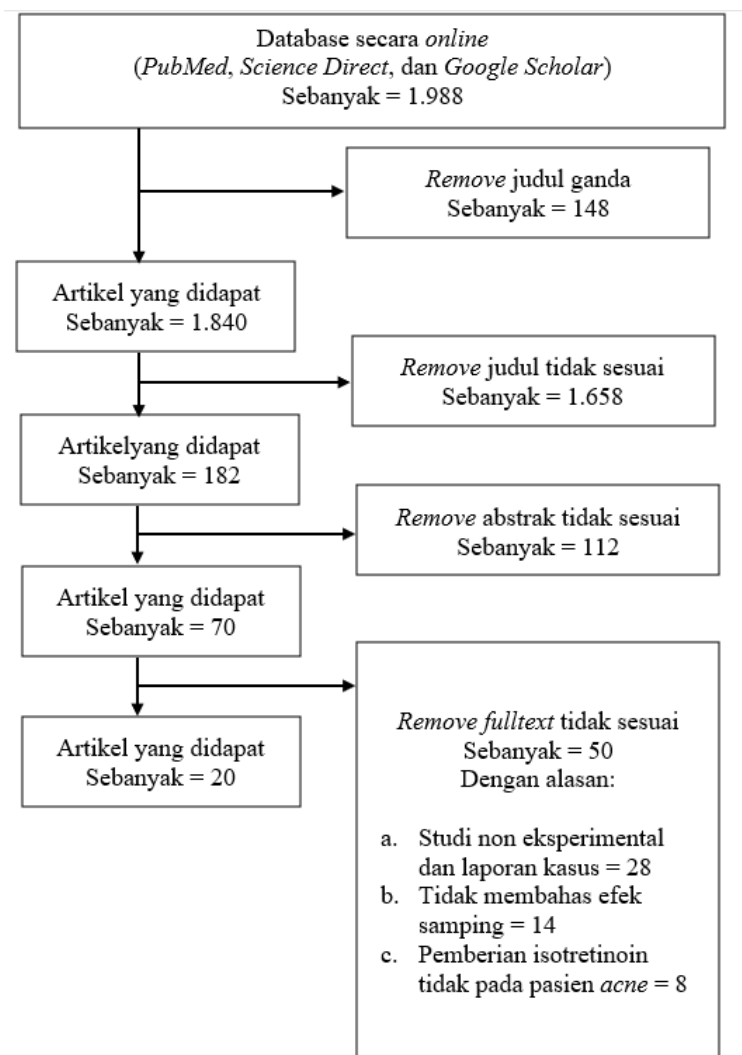 Database secara online
(PubMed, Science Direct, dan Google Scholar)
Sebanyak = 1.988
Remove judul ganda
Sebanyak = 148
Artikel yang didapat
Sebanyak = 1.840
Remove judul tidak sesuai
Sebanyak = 1.658
Artikelyang didapat
Sebanyak = 182
Remove abstrak tidak sesuai
Sebanyak = 112
Artikel yang didapat
Sebanyak = 70
Remove fulltext tidak sesuai
Sebanyak = 50
Dengan alasan:
a. Studi non eksperimental
dan laporan kasus = 28
b. Tidak membahas efek
samping = 14
c. Pemberian isotretinoin
tidak pada pasien acne = 8
Artikel yang didapat
Sebanyak = 20